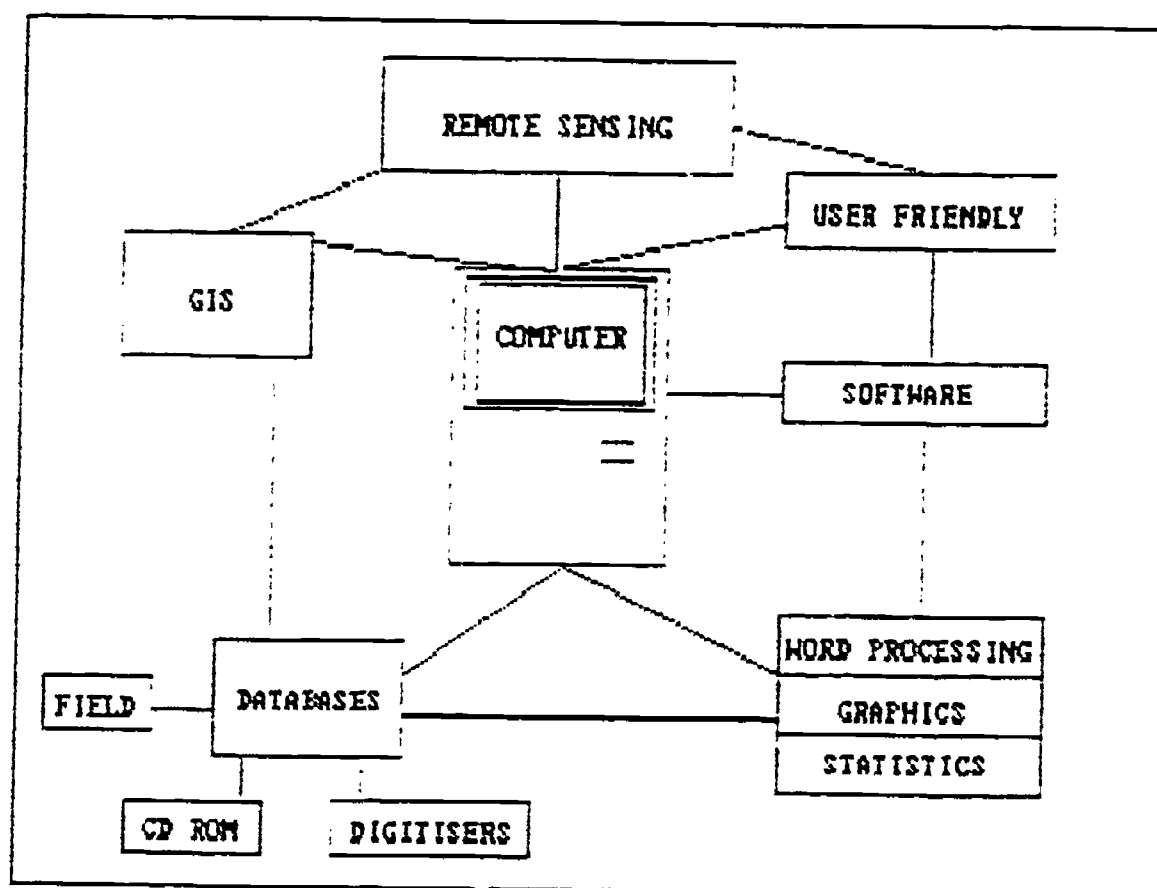 REMOTE SENSING
USER FRIENDLY
GIS
COMPUTER
SOFTWARE
WORD PROCESSING
FIELD
DATABASES
GRAPHICS
STATISTICS
CD ROM
DIGITISERS